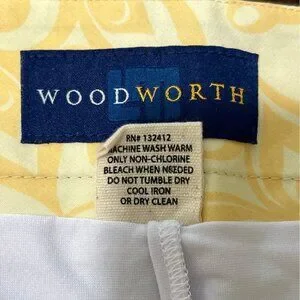 WOODWORTH
RN# 132412
MACHINE WASH WARM
ONLY NON-CHLORINE
BLEACH WHEN NEEDED
DO NOT TUMBLE DRY
COOL IRON
OR DRY CLEAN